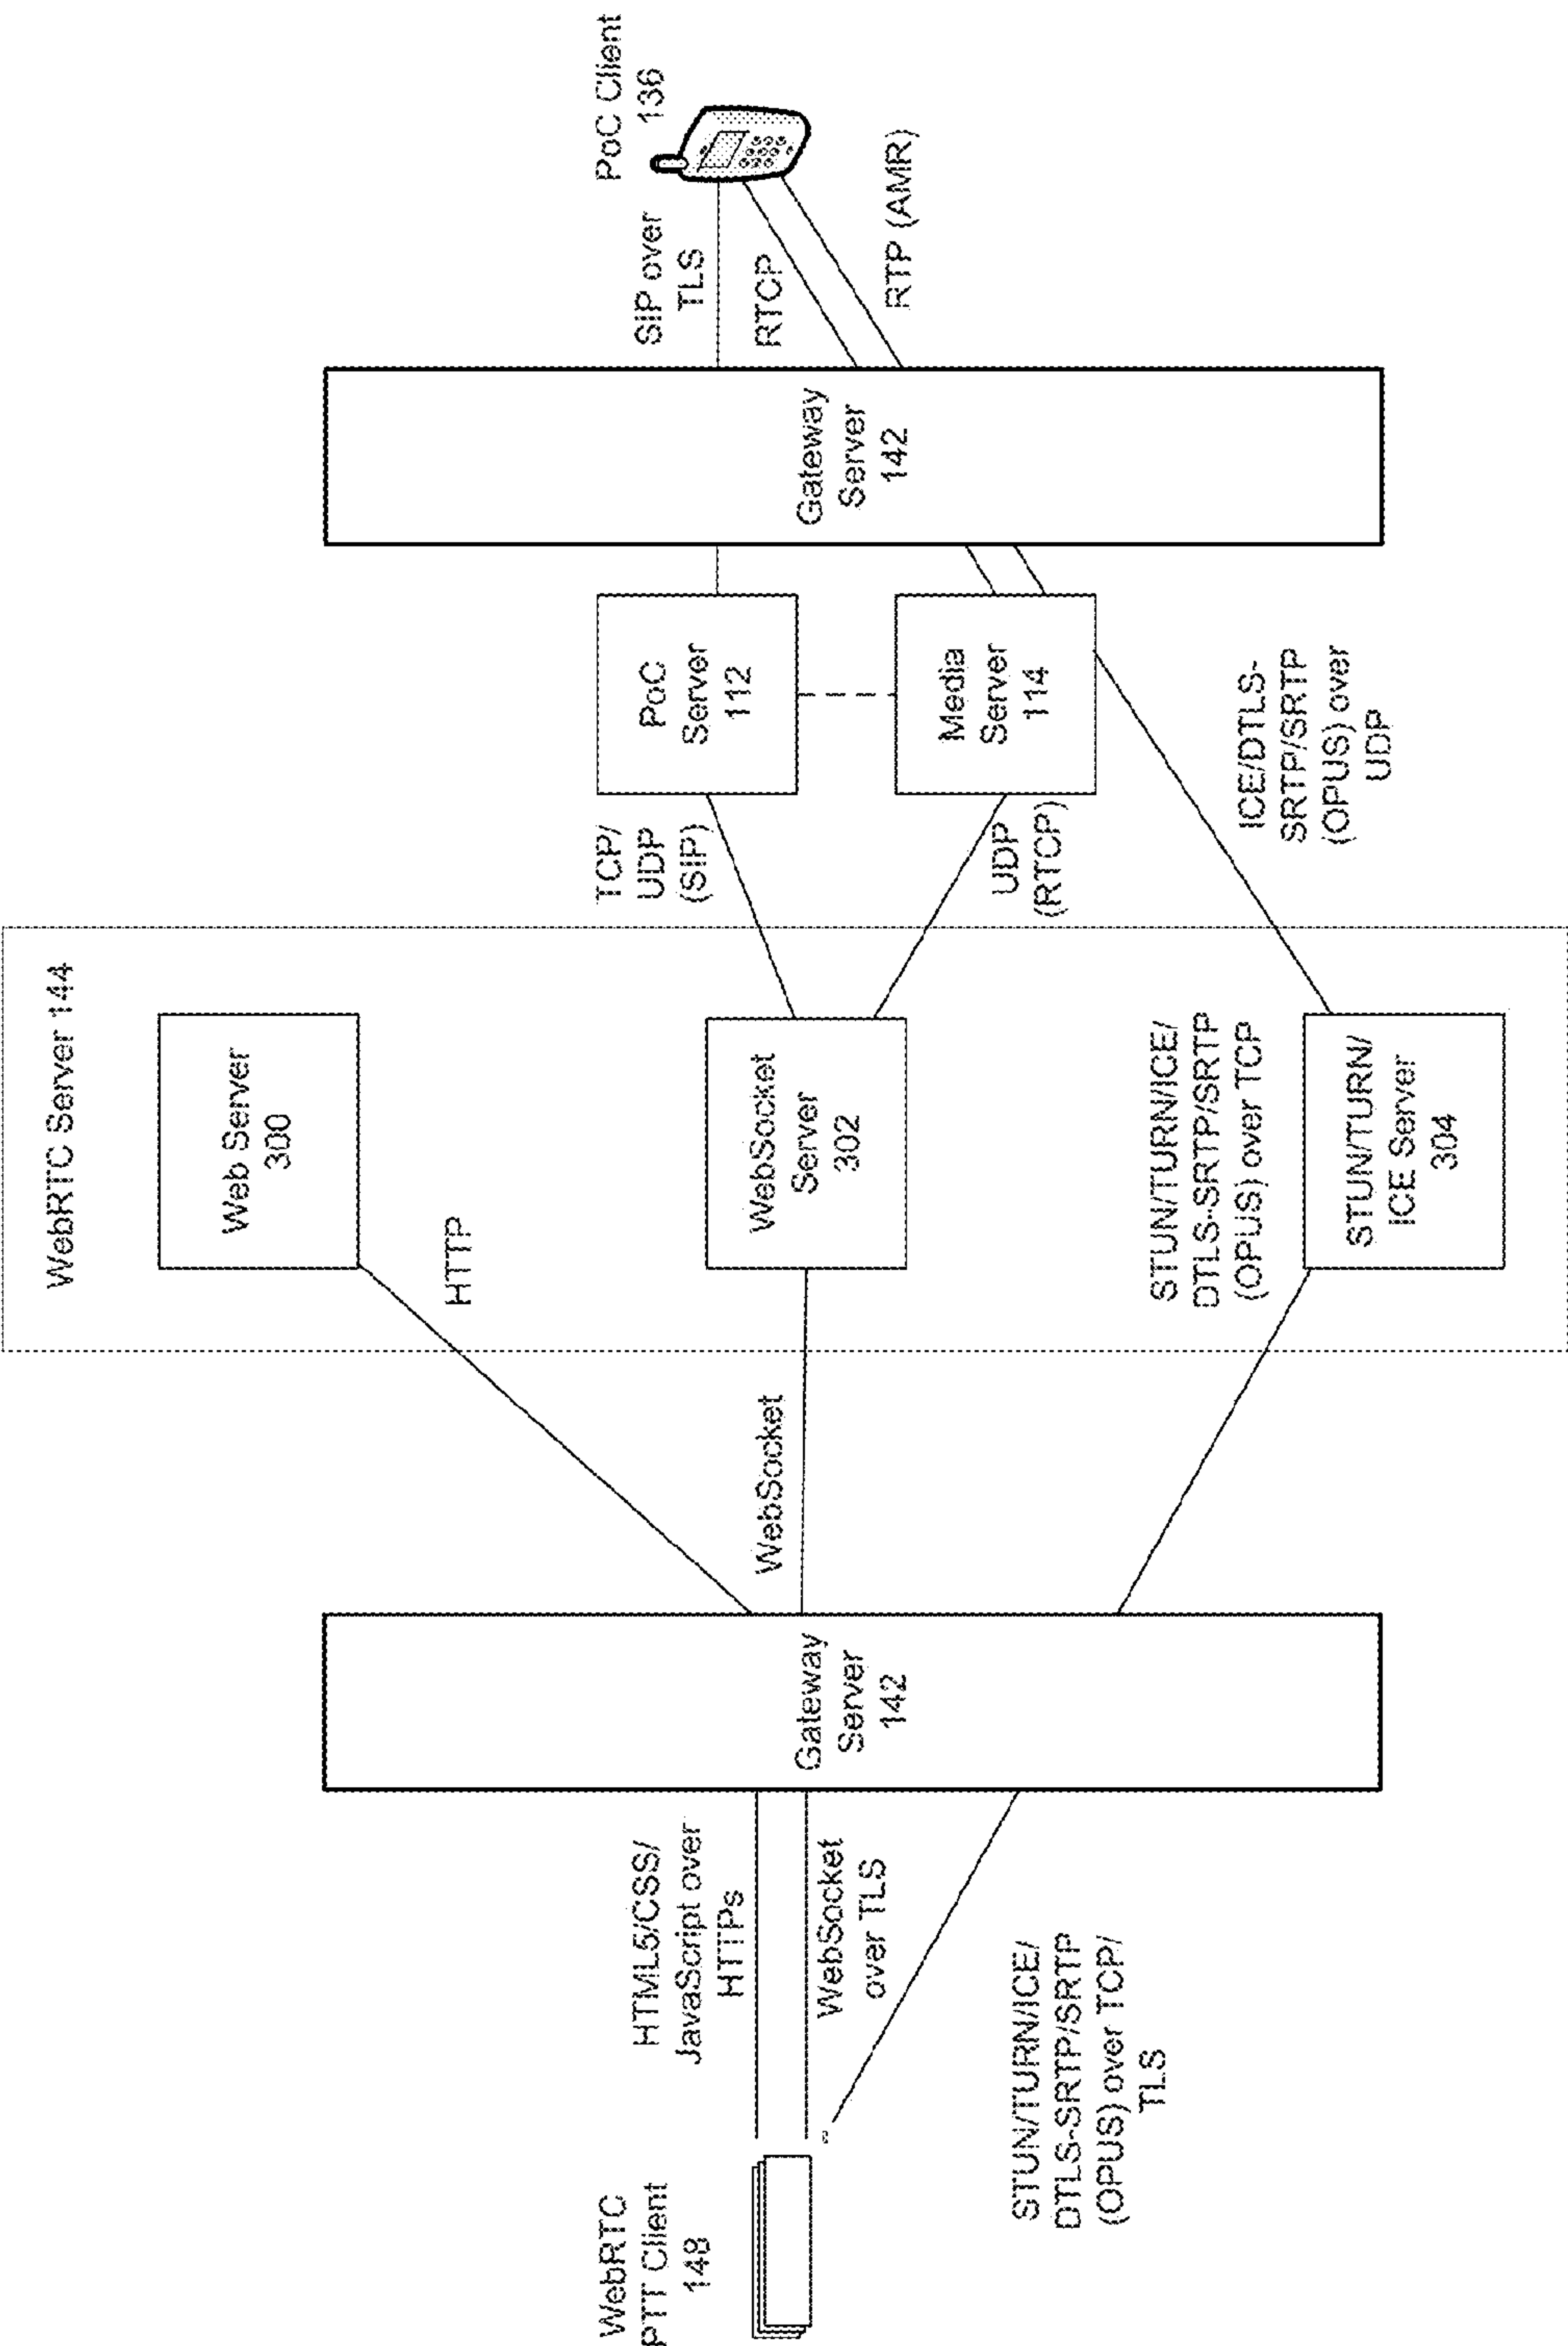 WebRTC
PTT Client
148
HTML5/CSS/
JavaScript over
HTTPs
WebSocket
over TLS
STUN/TURN/ICE/
DTLS-SRTP/SRTP
(OPUS) over TCP/
TLS
Gateway
Server
142
WebRTC Server 144
Web Server
300
HTTP
WebSocket
WebSocket
Server
302
STUN/TURN/ICE/
DTLS-SRTP/SRTP
(OPUS) over TCP
STUN/TURN/
ICE Server
304
TCP/
UDP
(SIP)
UDP
(RTCP)
ICE/DTLS-
SRTP/SRTP
(OPUS) over
UDP
PoC
Server
112
Media
Server
114
Gateway
Server
142
SIP over
TLS
RTCP
RTP (AMR)
PoC Client
136